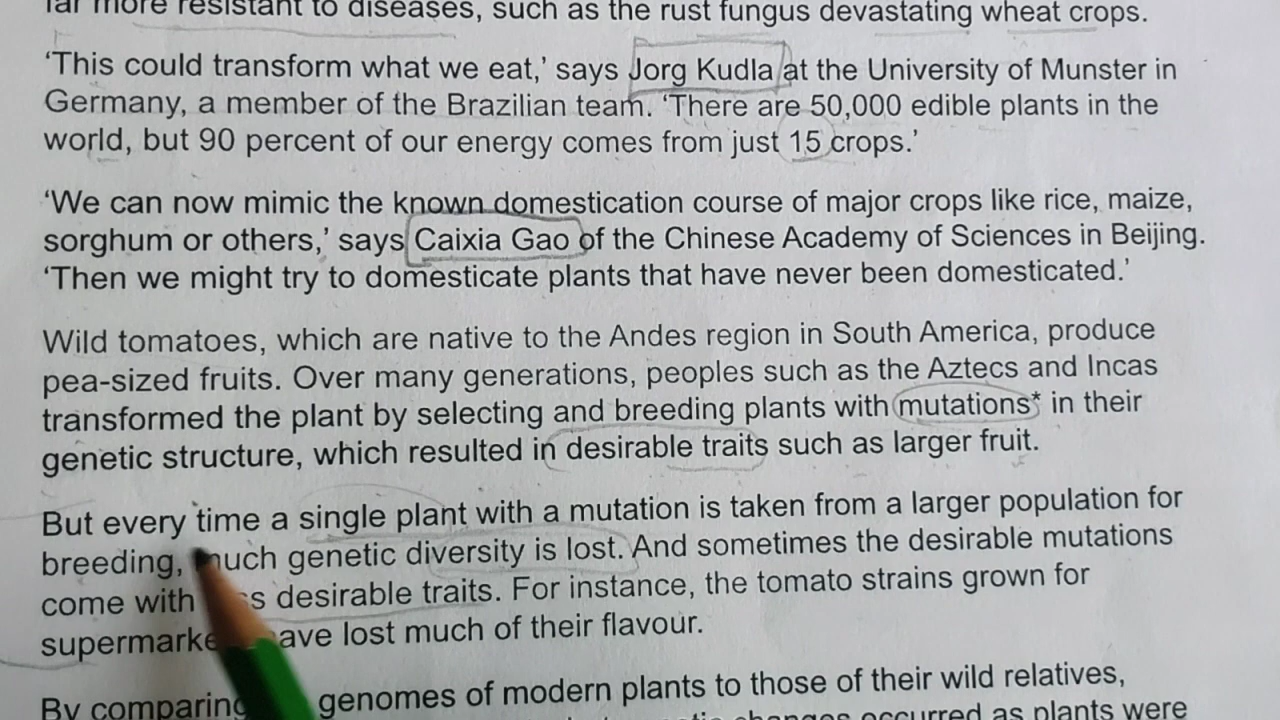 far more resistant to diseases, such as the rust fungus devastating wheat crops.
‘This could transform what we eat,’ says Jorg Kudla at the University of Munster in
Germany, a member of the Brazilian team. ‘There are 50,000 edible plants in the
world, but 90 percent of our energy comes from just 15 crops.’
‘We can now mimic the known domestication course of major crops like rice, maize,
sorghum or others,’ says Caixia Gao of the Chinese Academy of Sciences in Beijing.
‘Then we might try to domesticate plants that have never been domesticated.’
Wild tomatoes, which are native to the Andes region in South America, produce
pea-sized fruits. Over many generations, peoples such as the Aztecs and Incas
transformed the plant by selecting and breeding plants with mutations* in their
genetic structure, which resulted in desirable traits such as larger fruit.
But every time a single plant with a mutation is taken from a larger population for
breeding, much genetic diversity is lost. And sometimes the desirable mutations
come with desirable traits. For instance, the tomato strains grown for
have lost much of their flavour.
By comparing genomes of modern plants to those of their wild relatives,
changes occurred as plants were